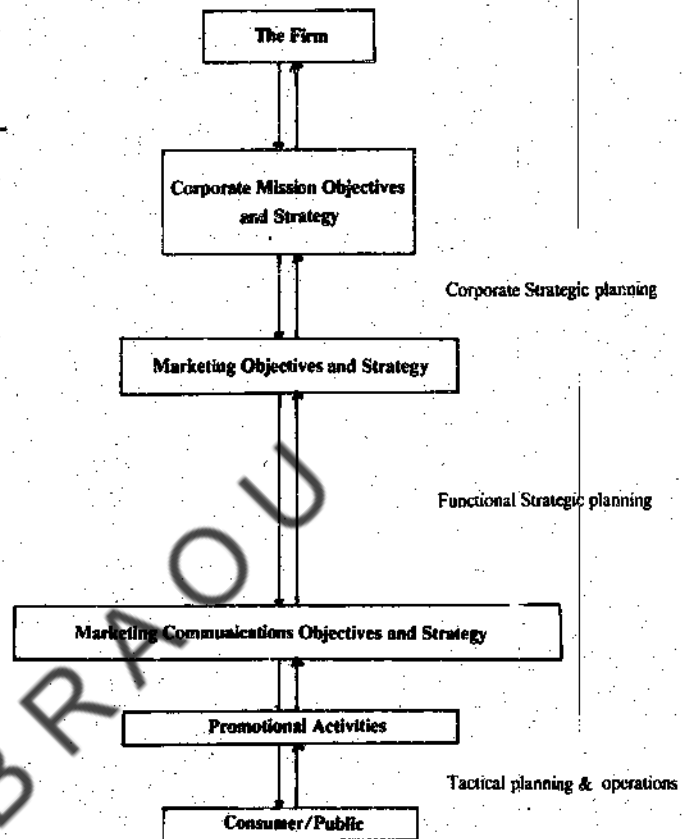 The Firm
Corporate Mission Objectives
and Strategy
Corporate Strategic planning
Marketing Objectives and Strategy
Functional Strategic planning
Marketing Communications Objectives and Strategy
Promotional Activities
Tactical planning & operations
Consumer/Public
BRAOU